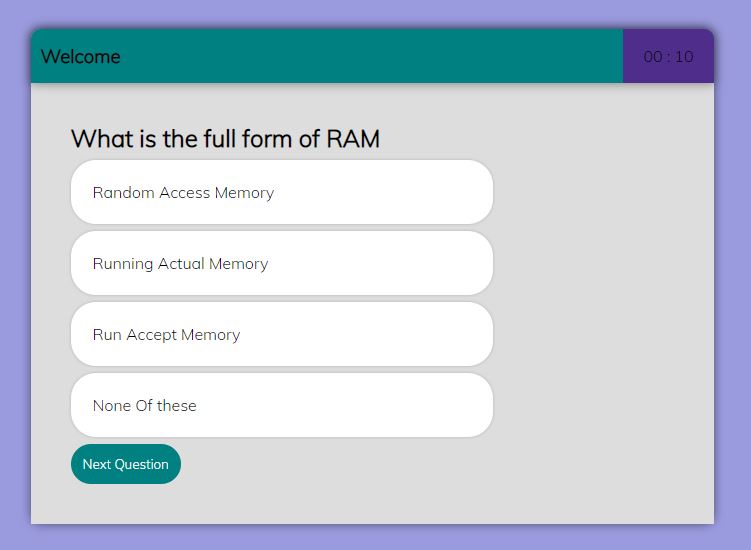 Welcome
00 : 10
What is the full form of RAM
Random Access Memory
Running Actual Memory
Run Accept Memory
None Of these
Next Question